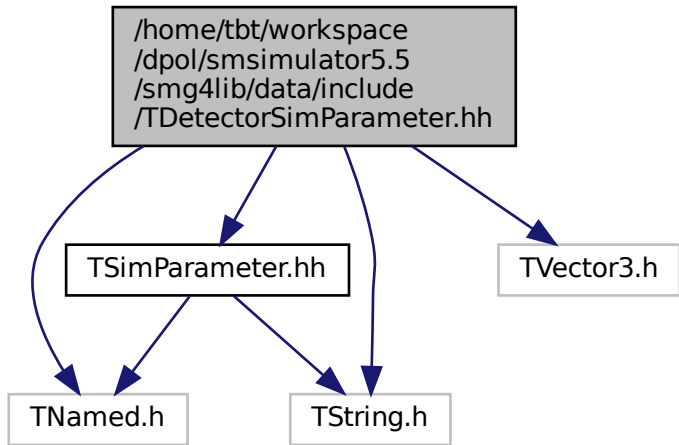 /home/tbt/workspace
/dpol/smsimulator5.5
/smg4lib/data/include
/TDetectorSimParameter.hh
TSimParameter.hh
TVector3.h
TNamed.h
TString.h